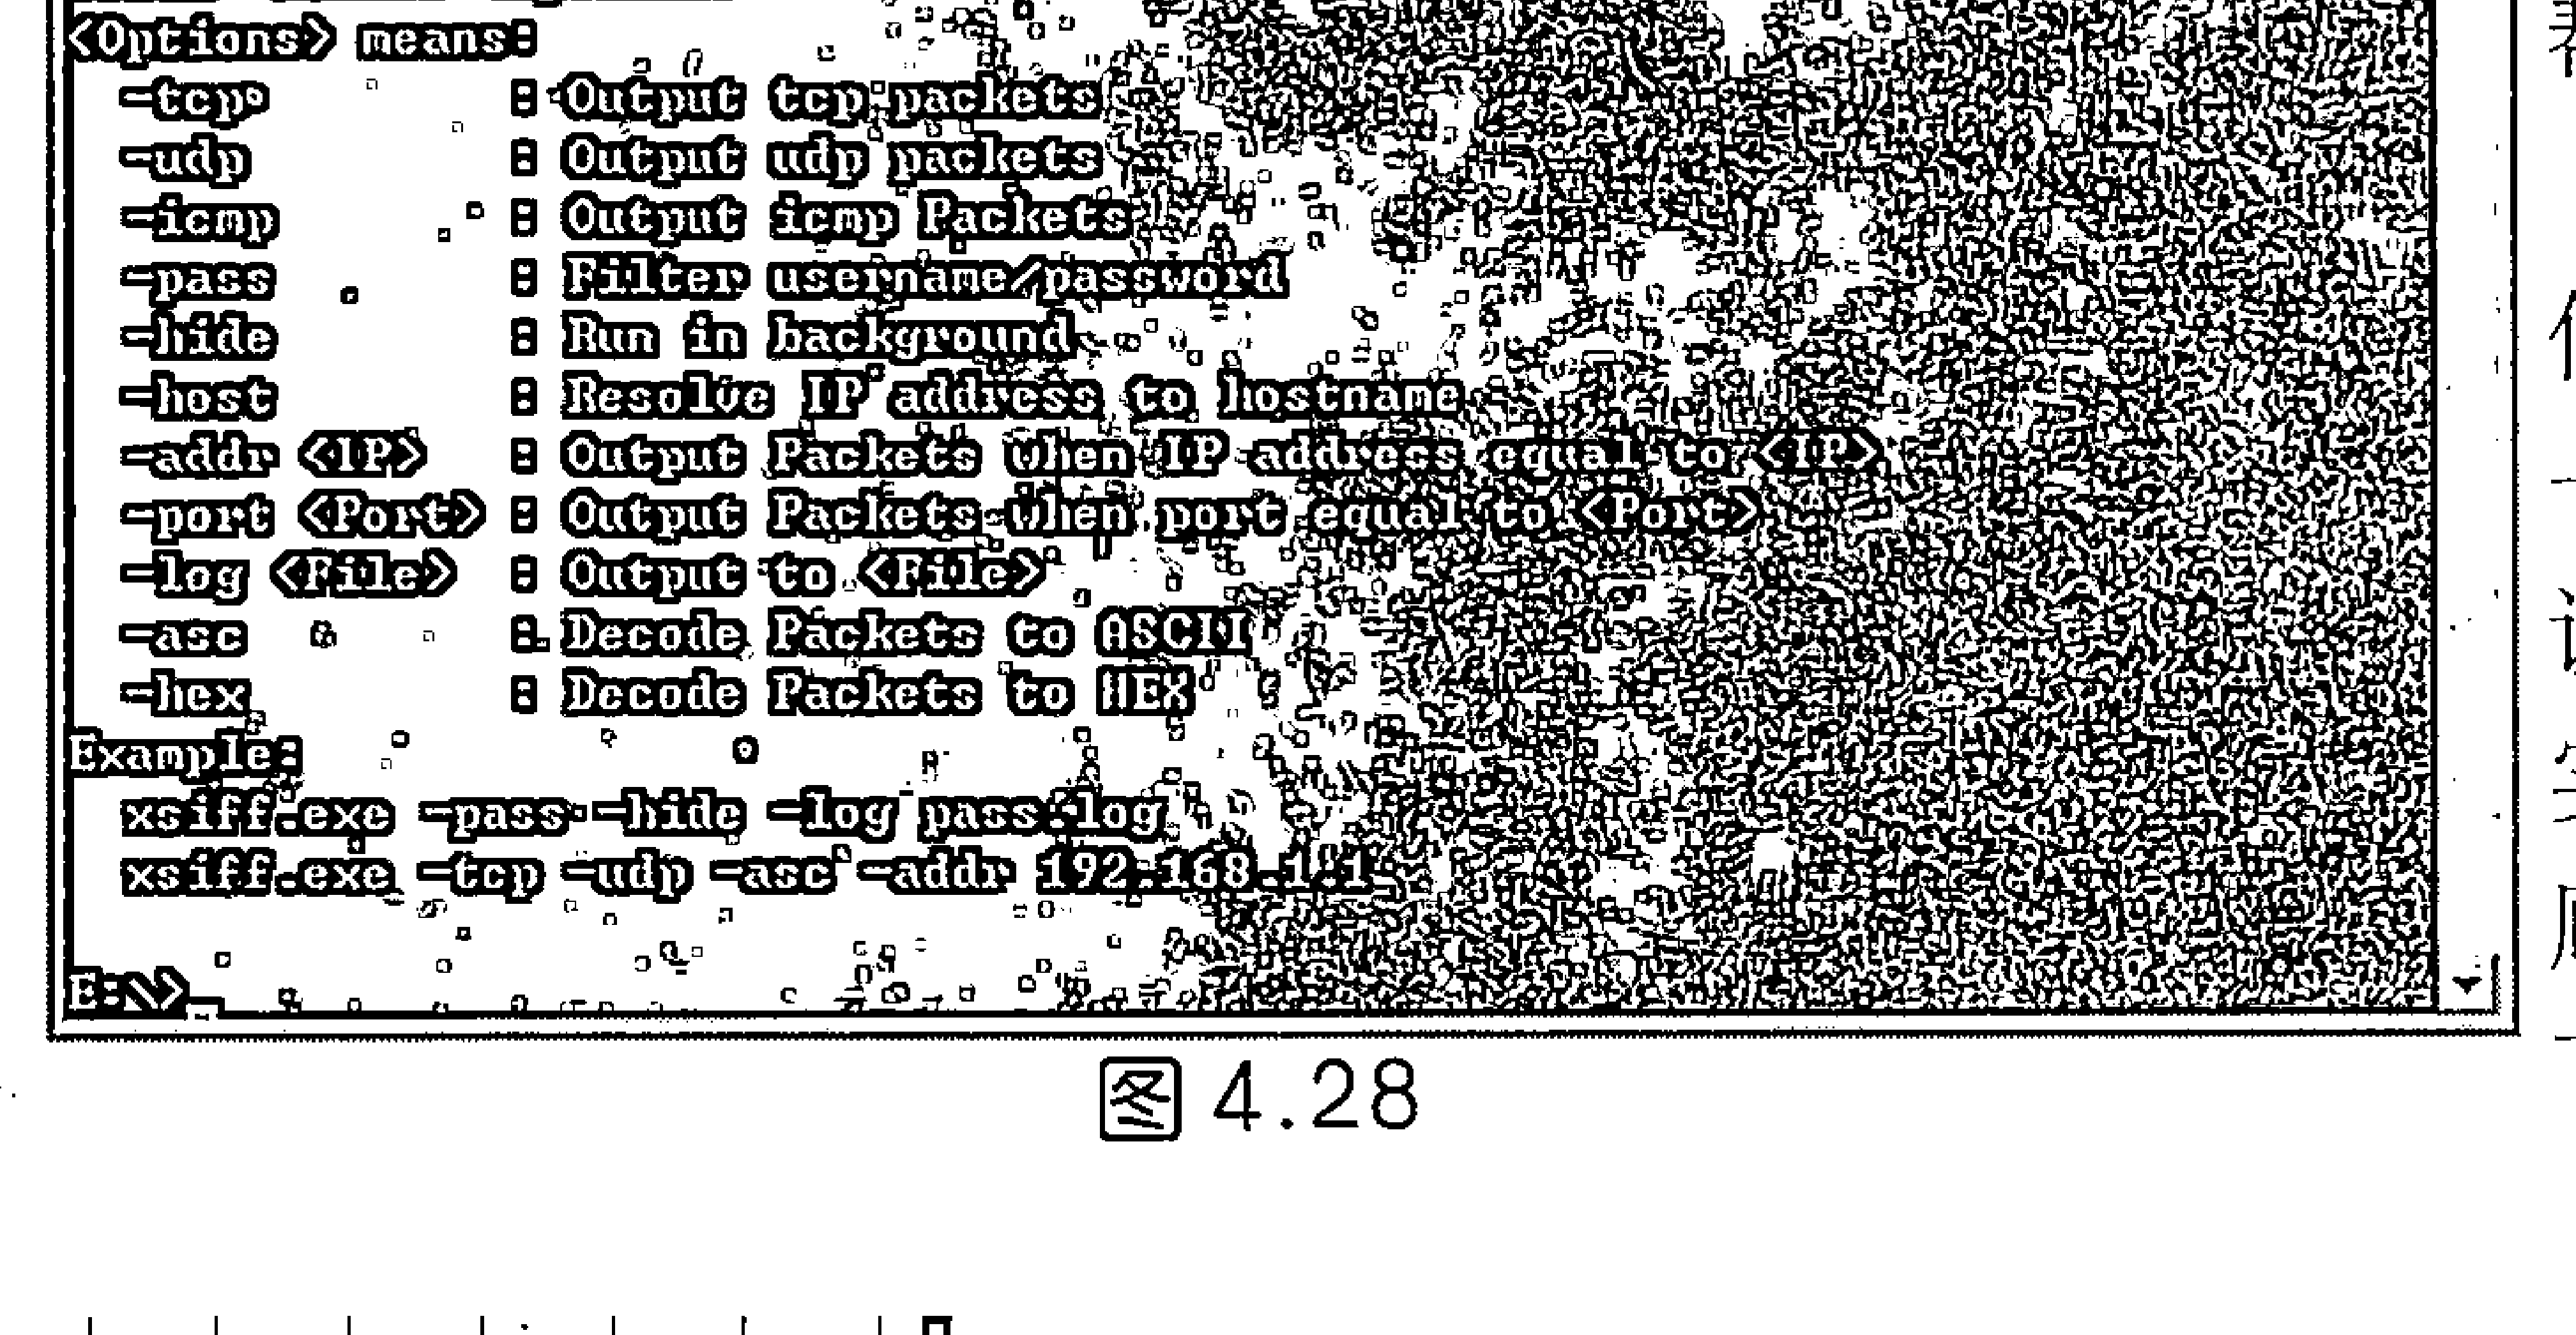 <Options> means:
-tcp : Output tcp packets
-udp : Output udp packets
-icmp : Output icmp Packets
-pass : Filter username/password
-hide : Run in background
-host : Resolve IP address to hostname
-addr <IP> : Output Packets when IP address equal to <IP>
-port <Port> : Output Packets when port equal to <Port>
-log <File> : Output to <File>
-asc : Decode Packets to ASCII
-hex : Decode Packets to HEX
Example:
xsiff.exe -pass -hide -log pass.log
xsiff.exe -tcp -udp -asc -addr 192.168.1.1
E:\>_
图 4.28